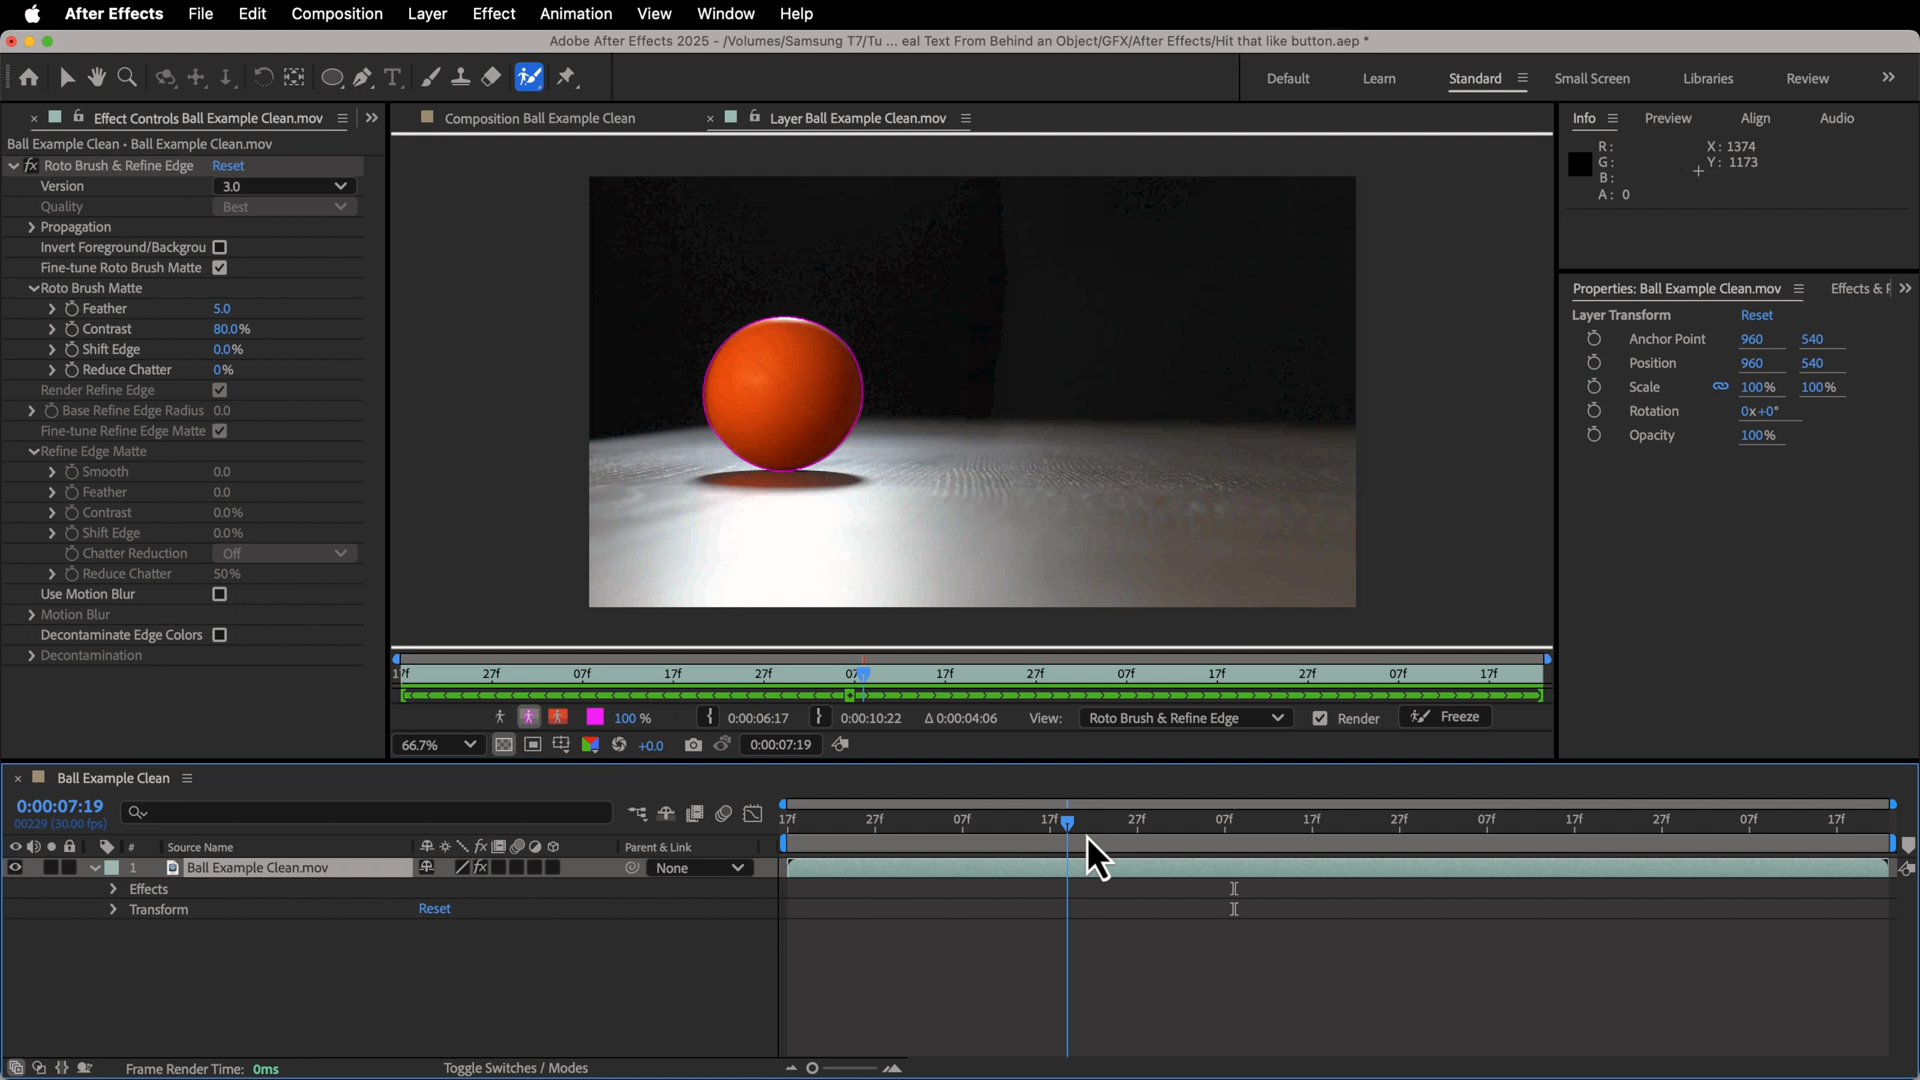 After Effects File Edit Composition Layer Effect Animation View Window Help
Adobe After Effects 2025 - /Volumes/Samsung T7/Tu ... eal Text From Behind an Object/GFX/After Effects/Hit that like button.aep *
Default Learn Standard Small Screen Libraries Review
Effect Controls Ball Example Clean.mov
Ball Example Clean • Ball Example Clean.mov
fx Roto Brush & Refine Edge Reset
Version 3.0
Quality Best
Propagation
Invert Foreground/Backgrou
Fine-tune Roto Brush Matte
Roto Brush Matte
Feather 5.0
Contrast 80.0%
Shift Edge 0.0%
Reduce Chatter 0%
Render Refine Edge
Base Refine Edge Radius 0.0
Fine-tune Refine Edge Matte
Refine Edge Matte
Smooth 0.0
Feather 0.0
Contrast 0.0%
Shift Edge 0.0%
Chatter Reduction Off
Reduce Chatter 50%
Use Motion Blur
Motion Blur
Decontaminate Edge Colors
Decontamination
Composition Ball Example Clean Layer Ball Example Clean.mov
17f 27f 07f 17f 27f 07 17f 27f 07f 17f 27f 07f 17f
100 % 0:00:06:17 0:00:10:22 Δ 0:00:04:06 View: Roto Brush & Refine Edge Render Freeze
66.7% +0.0 0:00:07:19
Info Preview Align Audio
R: X: 1374
G: Y: 1173
B:
A: 0
Properties: Ball Example Clean.mov Effects &
Layer Transform Reset
Anchor Point 960 540
Position 960 540
Scale 100% 100%
Rotation 0x+0°
Opacity 100%
Ball Example Clean
0:00:07:19
00229 (30.00 fps)
17f 27f 07f 17f 27f 07f 17f 27f 07f 17f 27f 07f 17f
# Source Name fx Parent & Link
1 Ball Example Clean.mov fx None
Effects
Transform Reset
Frame Render Time: 0ms Toggle Switches / Modes